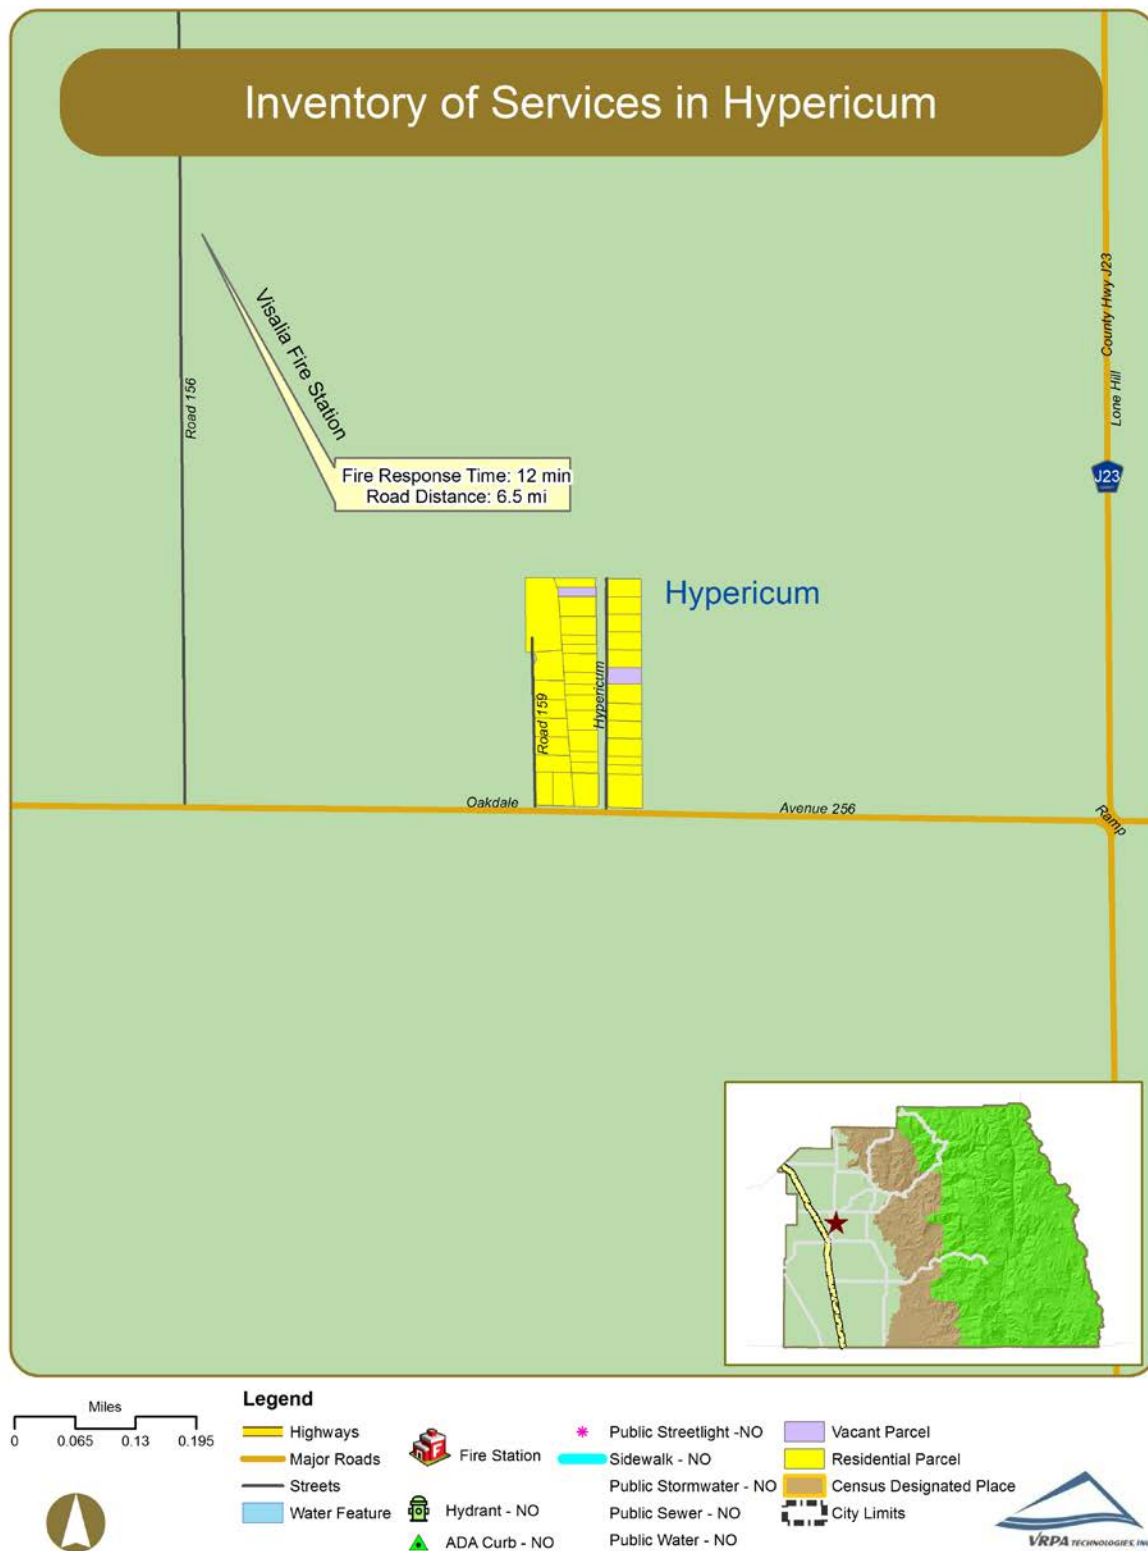 Inventory of Services in Hypericum
County Hwy J23
Lone Hill
Road 156
Visalia Fire Station
Fire Response Time: 12 min
Road Distance: 6.5 mi
J23
Hypericum
Hypericum
Road 159
Oakdale
Avenue 256
Ramp
Miles
0 0.065 0.13 0.195
Legend
Highways
Major Roads
Streets
Water Feature
Fire Station
Hydrant - NO
ADA Curb - NO
Public Streetlight -NO
Sidewalk - NO
Public Stormwater - NO
Public Sewer - NO
Public Water - NO
Vacant Parcel
Residential Parcel
Census Designated Place
City Limits
F
VRPA TECHNOLOGIES, INC